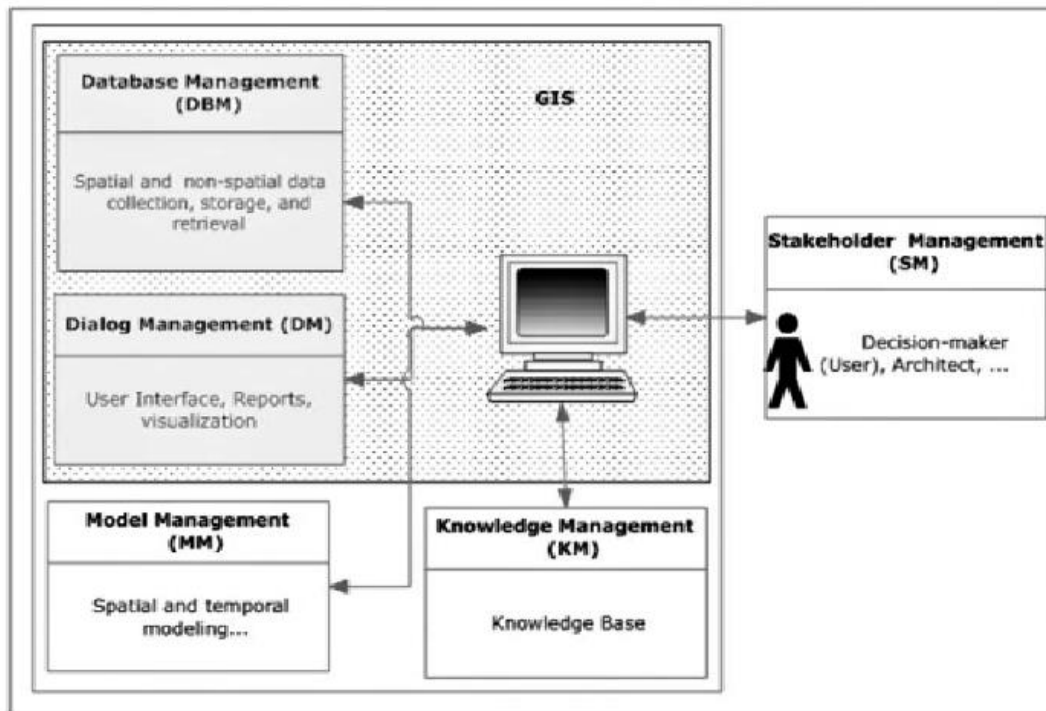 Database Management
(DBM)
Spatial and non-spatial data
collection, storage, and
retrieval
GIS
Dialog Management (DM)
User Interface, Reports,
visualization
Stakeholder Management
(SM)
Decision-maker
(User), Architect, ...
Model Management
(MM)
Spatial and temporal
modeling...
Knowledge Management
(KM)
Knowledge Base